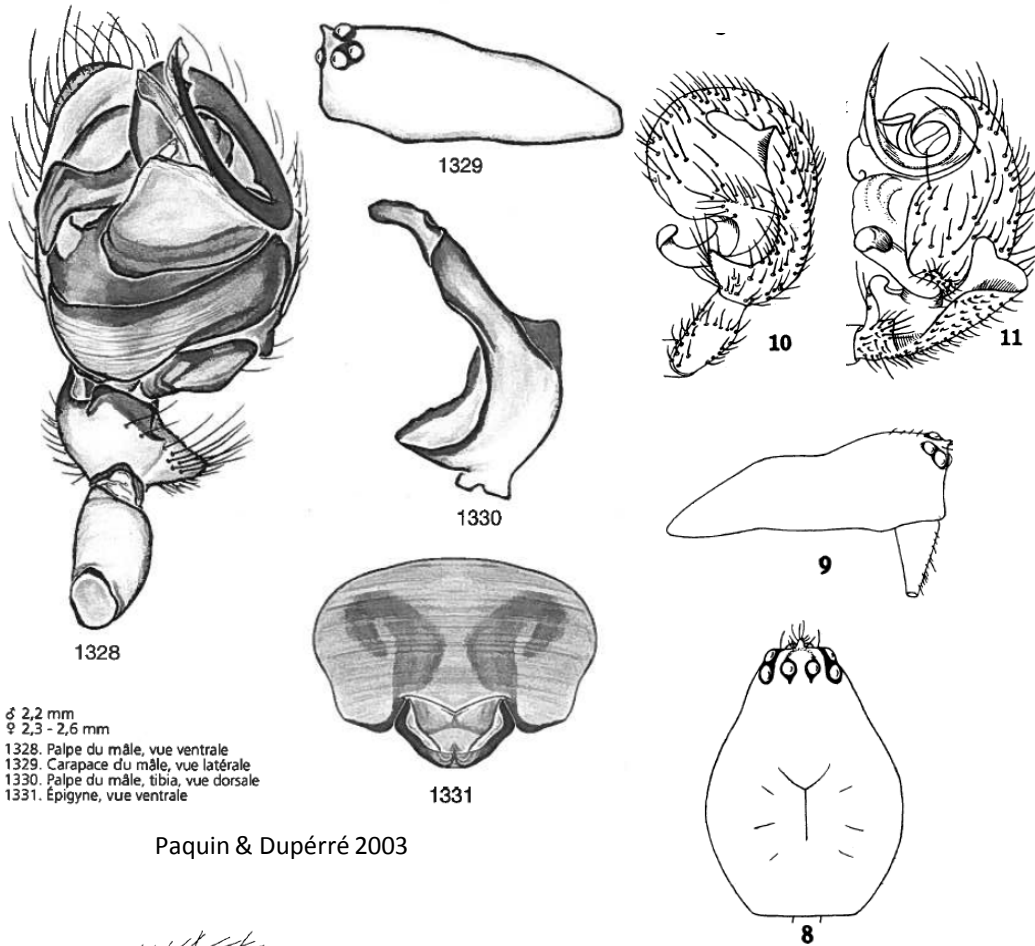 1329
10
11
1330
9
1328
♂ 2,2 mm
♀ 2,3 - 2,6 mm
1328. Palpe du mâle, vue ventrale
1329. Carapace du mâle, vue latérale
1330. Palpe du mâle, tibia, vue dorsale
1331. Épigyne, vue ventrale
1331
Paquin & Dupérré 2003
8